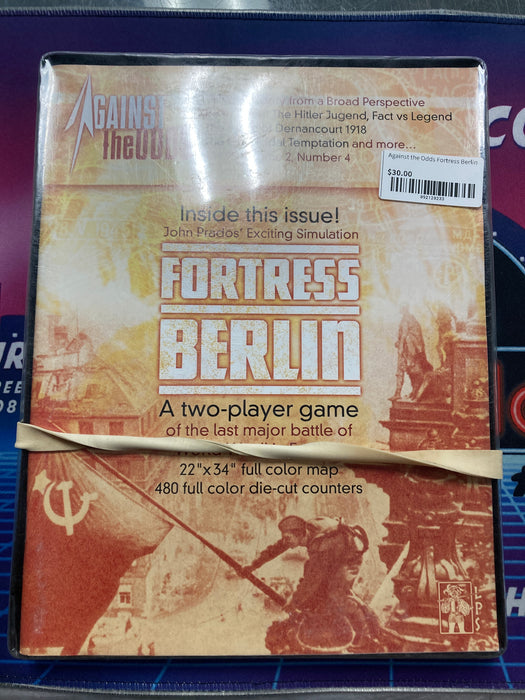 AGAINST
the ODD
from a Broad Perspective
The Hitler Jugend, Fact vs Legend
Dernancourt 1918
Temptation and more...
2, Number 4
Against the Odds Fortress Berlin
$30.00
Inside this issue!
John Prados' Exciting Simulation
FORTRESS
BERLIN
A two-player game
of the last major battle of
22"x34" full color map
480 full color die-cut counters
LPS